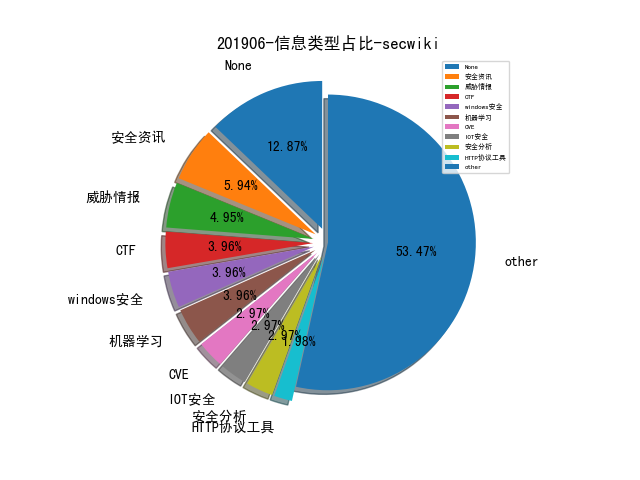 201906-信息类型占比-secwiki
None
安全资讯
威胁情报
CTF
windows安全
机器学习
CVE
IOT安全
安全分析
HTTP协议工具
other
12.87%
5.94%
4.95%
3.96%
3.96%
3.96%
2.97%
2.97%
2.97%
1.98%
53.47%
None
安全资讯
威胁情报
CTF
windows安全
机器学习
CVE
IOT安全
安全分析
HTTP协议工具
other